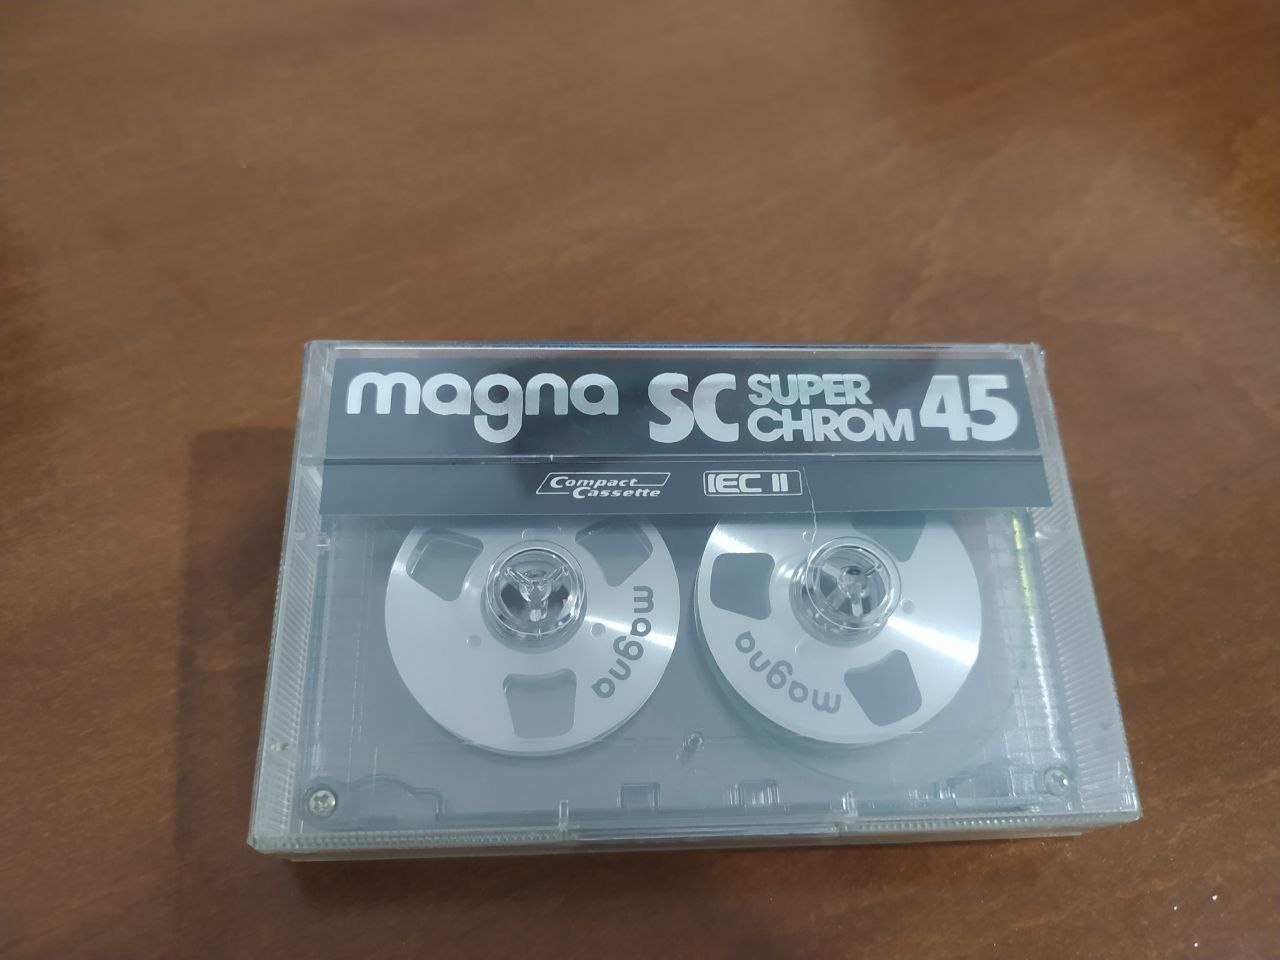 magna SC SUPER CHROM 45
Compact Cassette IEC II
magna
magna